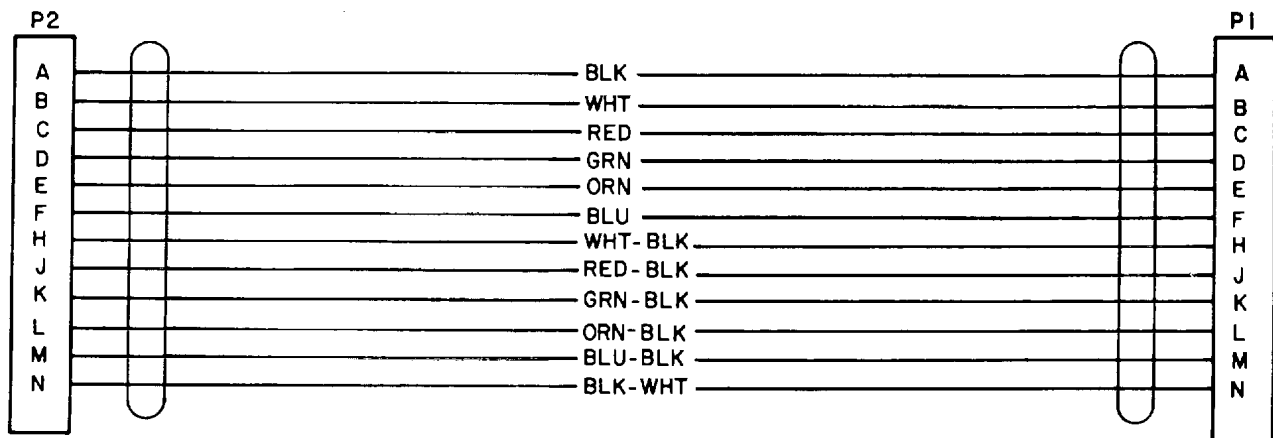 P2 P1
A BLK A
B WHT B
C RED C
D GRN D
E ORN E
F BLU F
H WHT-BLK H
J RED-BLK J
K GRN-BLK K
L ORN-BLK L
M BLU-BLK M
N BLK-WHT N